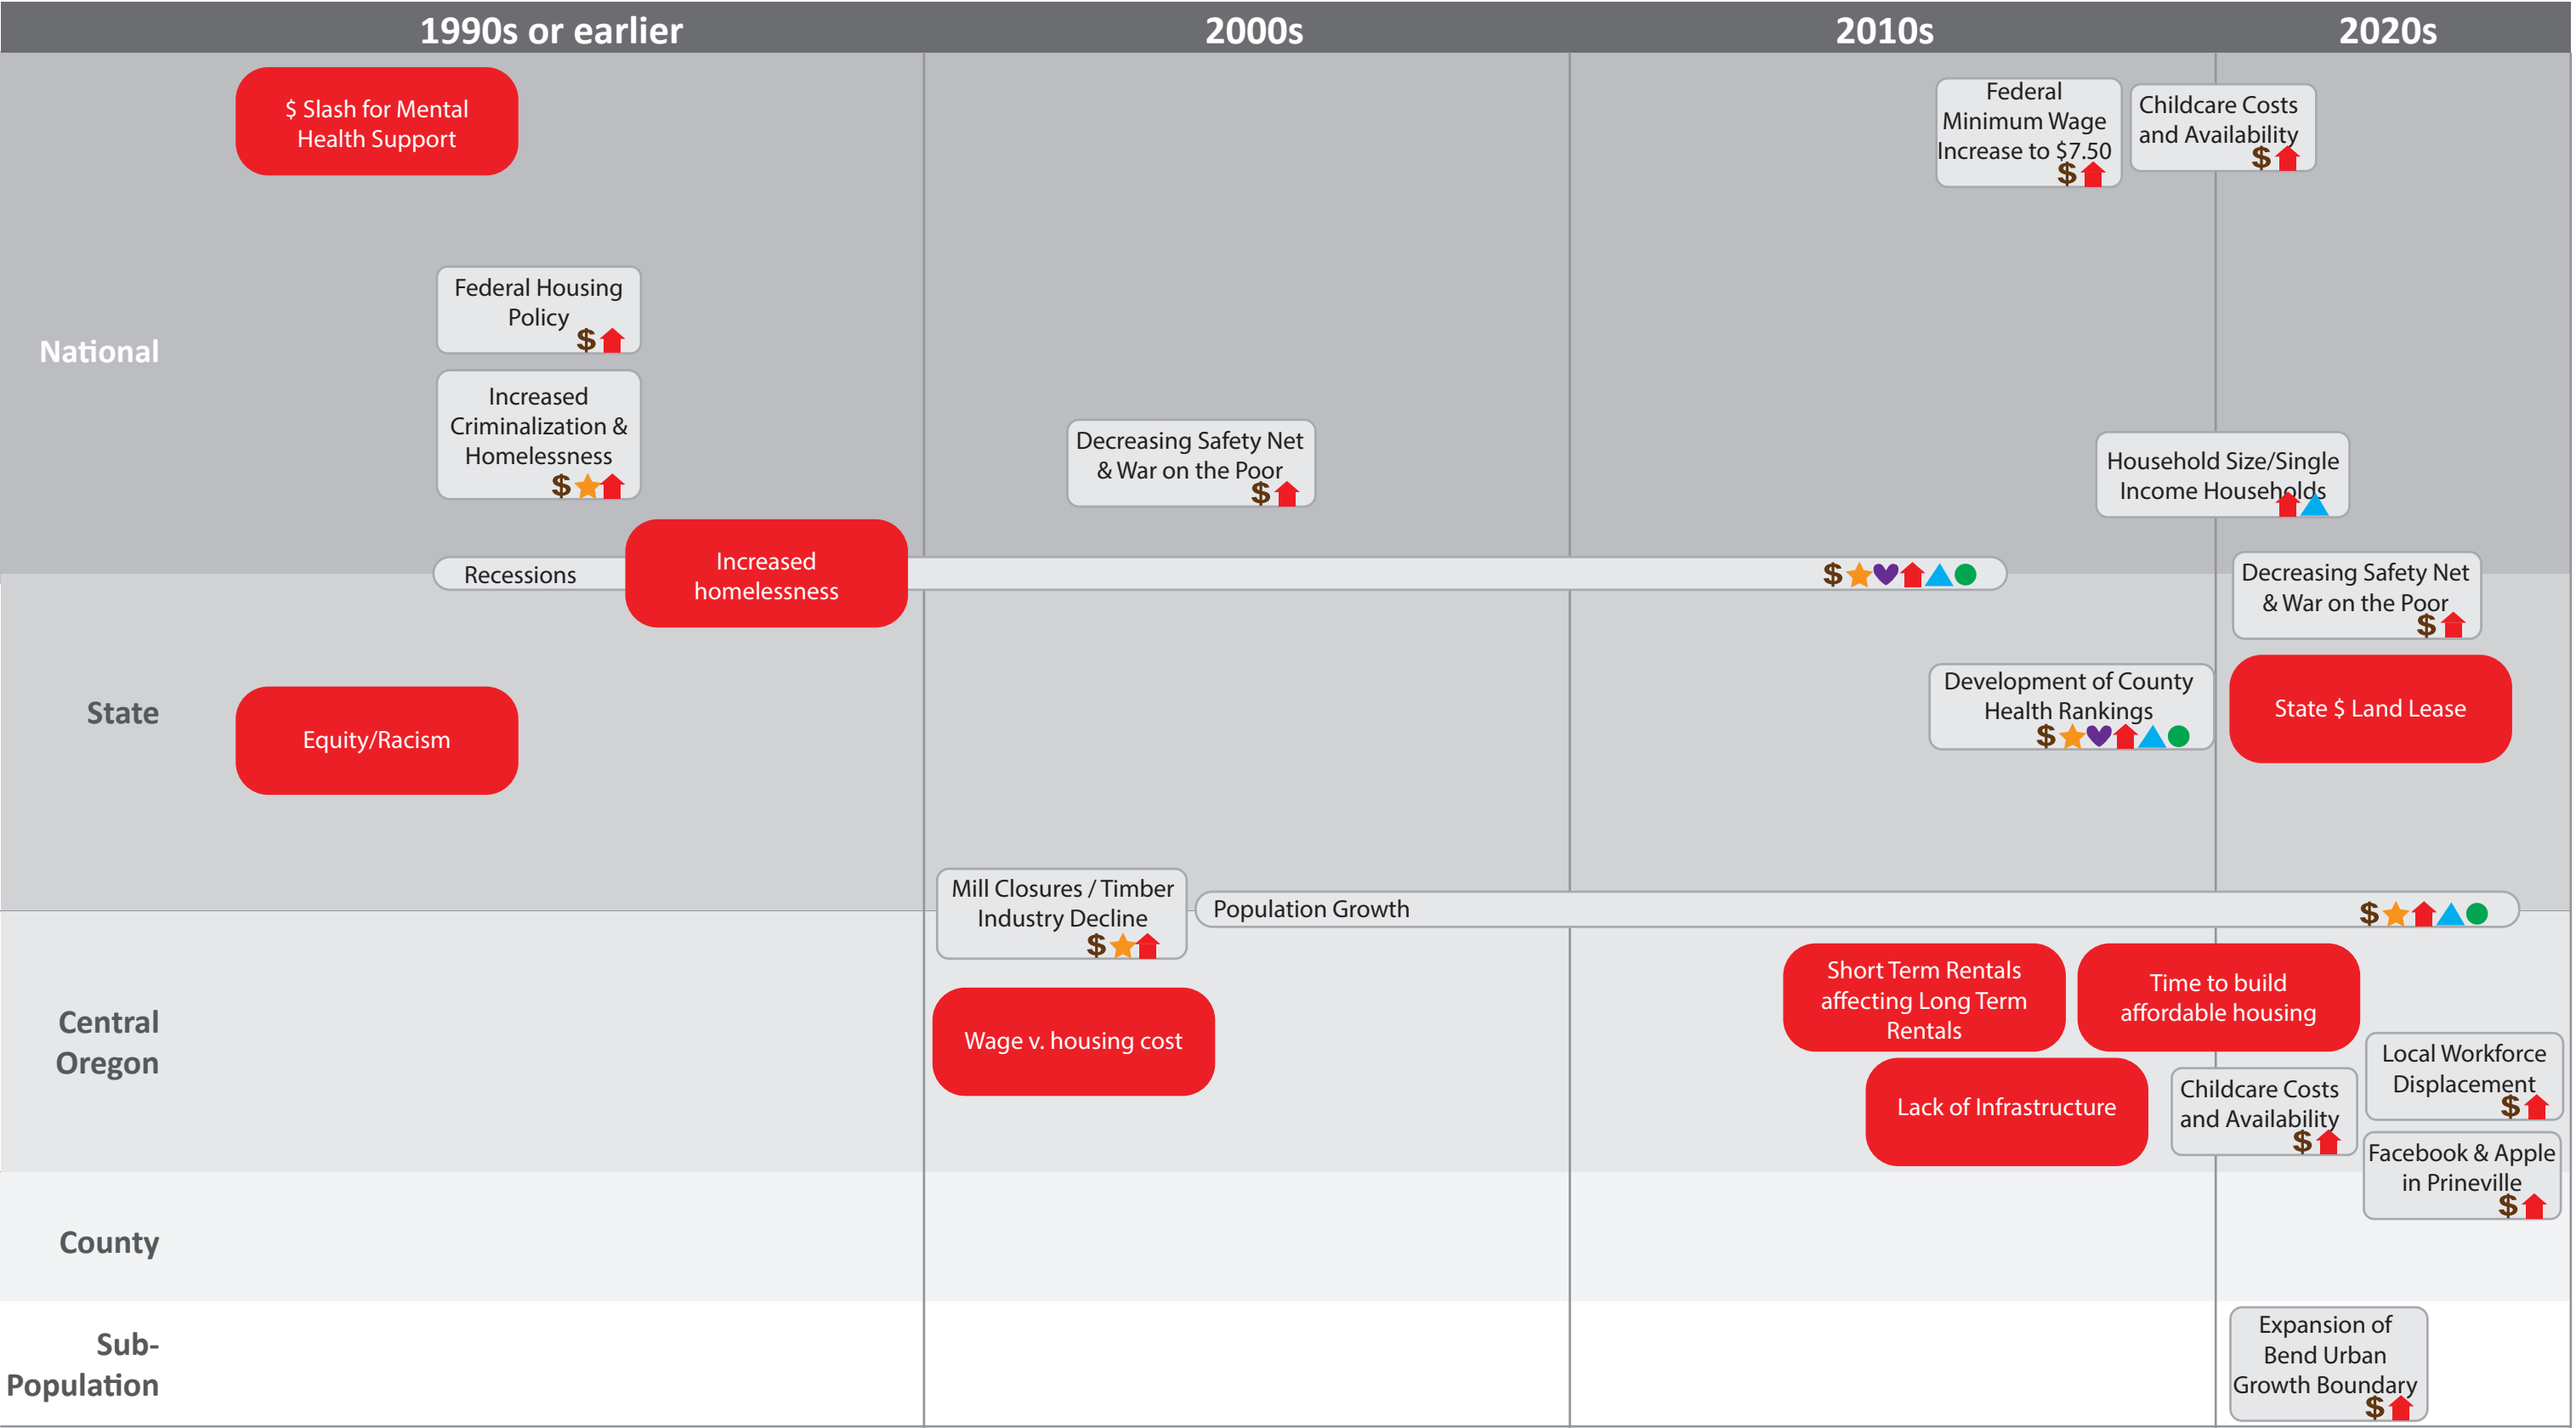 1990s or earlier
2000s
2010s
2020s
National
$ Slash for Mental
Health Support
Federal
Minimum Wage
Increase to $7.50
$
Childcare Costs
and Availability
$
Federal Housing
Policy
$
Increased
Criminalization &
Homelessness
$
Decreasing Safety Net
& War on the Poor
$
Household Size/Single
Income Households
Recessions
$
Increased
homelessness
Decreasing Safety Net
& War on the Poor
$
State
Equity/Racism
Development of County
Health Rankings
$
State $ Land Lease
Mill Closures / Timber
Industry Decline
$
Population Growth
$
Central
Oregon
Wage v. housing cost
Short Term Rentals
affecting Long Term
Rentals
Time to build
affordable housing
Lack of Infrastructure
Childcare Costs
and Availability
$
Local Workforce
Displacement
$
Facebook & Apple
in Prineville
$
County
Sub-
Population
Expansion of
Bend Urban
Growth Boundary
$